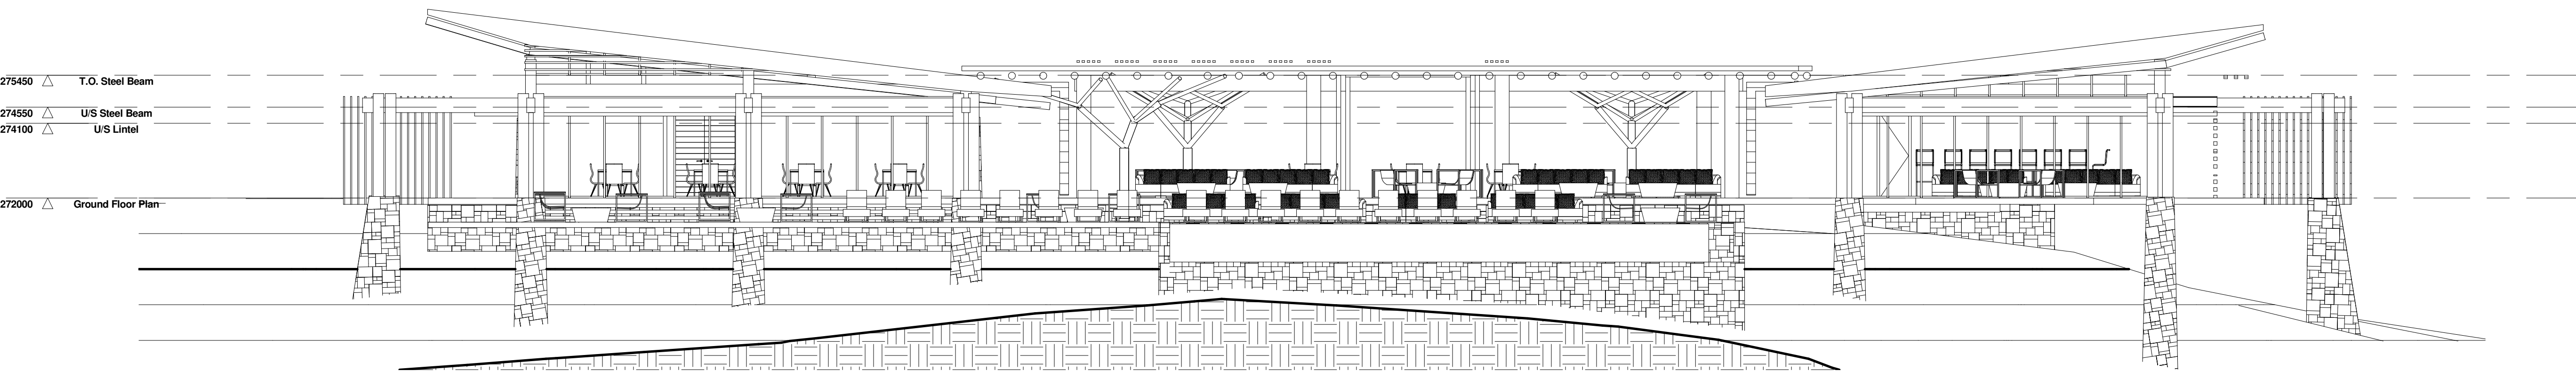 275450 T.O. Steel Beam
274550 U/S Steel Beam
274100 U/S Lintel
272000 Ground Floor Plan